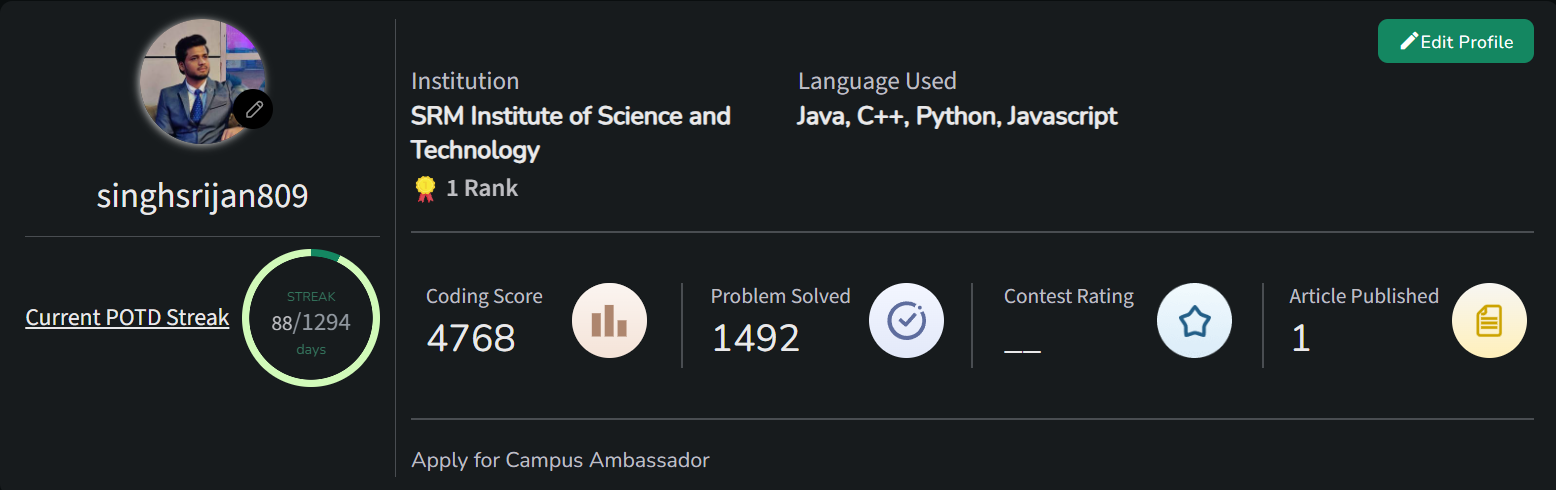 Edit Profile
Institution
SRM Institute of Science and
Technology
1 Rank
Language Used
Java, C++, Python, Javascript
singhsrijan809
Current POTD Streak
STREAK
88/1294
days
Coding Score
4768
Problem Solved
1492
Contest Rating
__
Article Published
1
Apply for Campus Ambassador